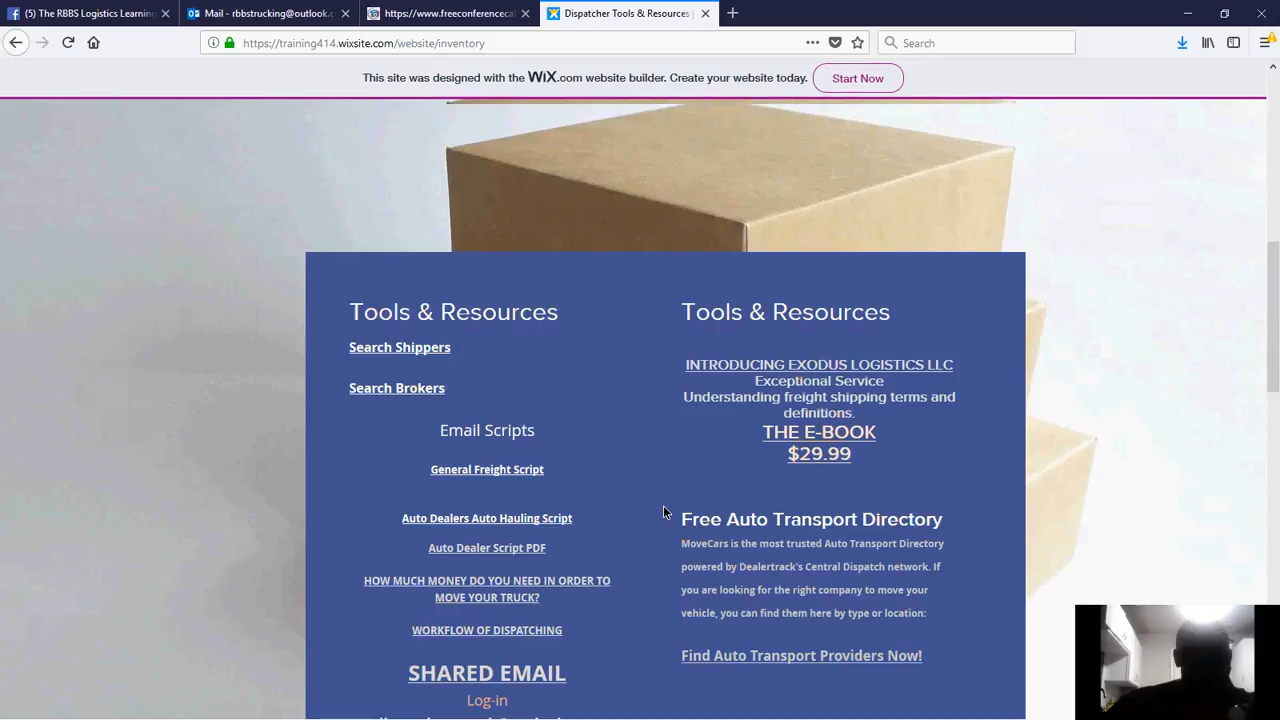 (5) The RBBS Logistics Learning
Mail - rbbstrucking@outlook.c
https://www.freeconferenceca
Dispatcher Tools & Resources |
https://training414.wixsite.com/website/inventory
Search
This site was designed with the WiX.com website builder. Create your website today.
Start Now
Tools & Resources
Search Shippers
Search Brokers
Email Scripts
General Freight Script
Auto Dealers Auto Hauling Script
Auto Dealer Script PDF
HOW MUCH MONEY DO YOU NEED IN ORDER TO
MOVE YOUR TRUCK?
WORKFLOW OF DISPATCHING
SHARED EMAIL
Log-in
Tools & Resources
INTRODUCING EXODUS LOGISTICS LLC
Exceptional Service
Understanding freight shipping terms and
definitions.
THE E-BOOK
$29.99
Free Auto Transport Directory
MoveCars is the most trusted Auto Transport Directory
powered by Dealertrack's Central Dispatch network. If
you are looking for the right company to move your
vehicle, you can find them here by type or location:
Find Auto Transport Providers Now!